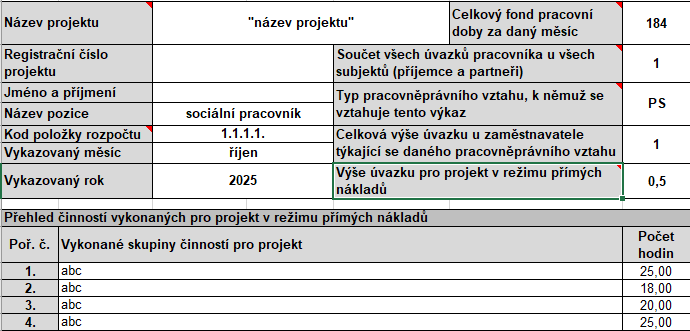 Název projektu
"název projektu"
Celkový fond pracovní
doby za daný měsíc
184
Registrační číslo
projektu
Součet všech úvazků pracovníka u všech
subjektů (příjemce a partneři)
1
Jméno a příjmení
Typ pracovněprávního vztahu, k němuž se
vztahuje tento výkaz
PS
Název pozice
sociální pracovník
Kod položky rozpočtu
1.1.1.1.
Celková výše úvazku u zaměstnavatele
týkající se daného pracovněprávního vztahu
1
Vykazovaný měsíc
říjen
Vykazovaný rok
2025
Výše úvazku pro projekt v režimu přímých
nákladů
0,5
Přehled činností vykonaných pro projekt v režimu přímých nákladů
Poř. č.
Vykonané skupiny činností pro projekt
Počet
hodin
1.
abc
25,00
2.
abc
18,00
3.
abc
20,00
4.
abc
25,00